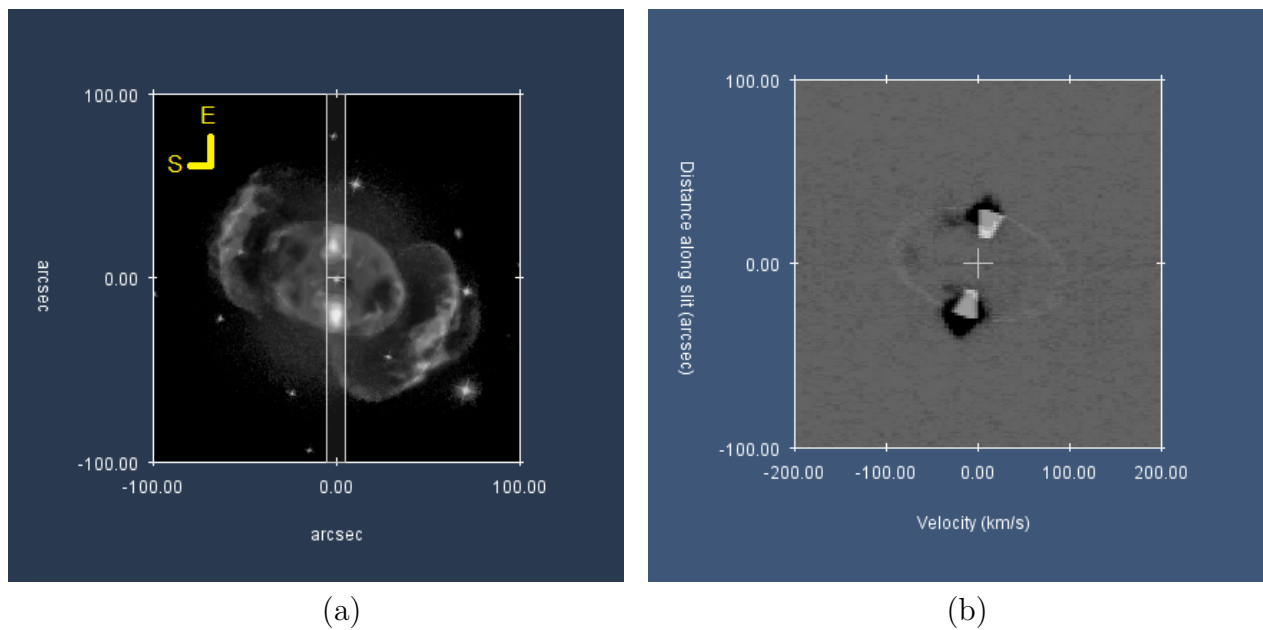 100.00
E
S
0.00
arcsec
-100.00
-100.00 0.00 100.00
arcsec
(a)
100.00
0.00
Distance along slit (arcsec)
-100.00
-200.00 -100.00 0.00 100.00 200.00
Velocity (km/s)
(b)